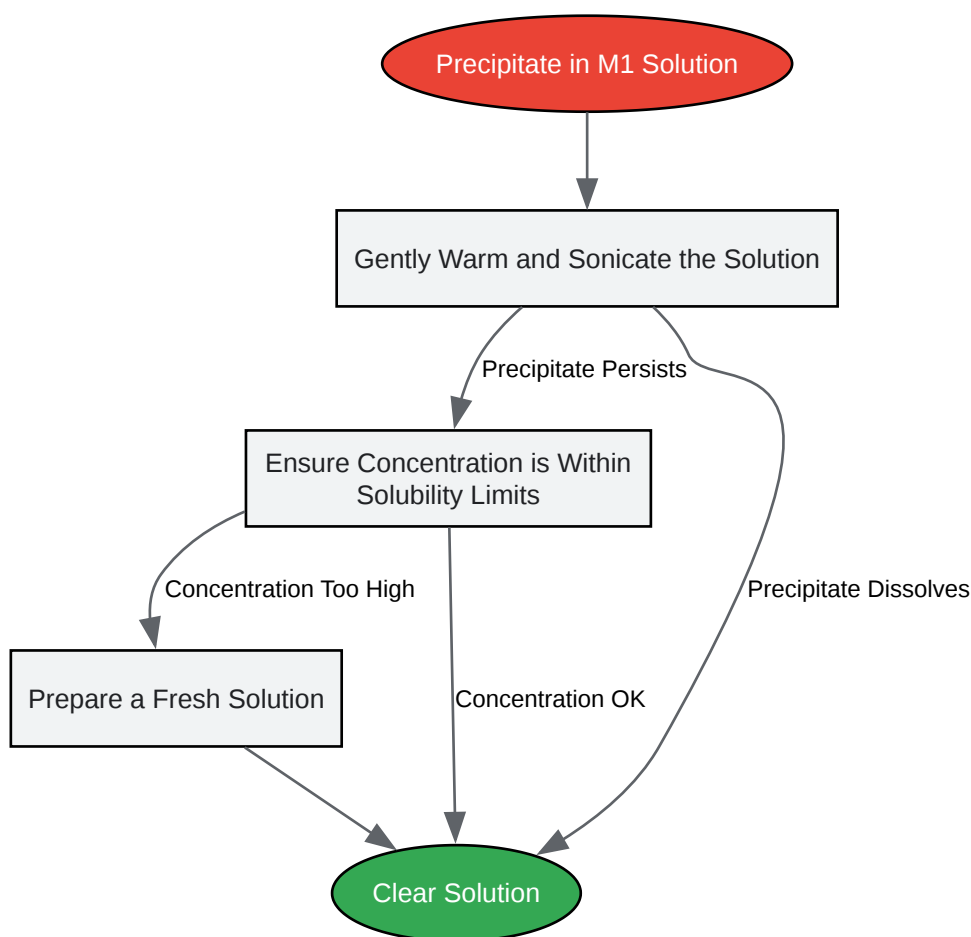 Precipitate in M1 Solution
Gently Warm and Sonicate the Solution
Precipitate Persists
Ensure Concentration is Within
Solubility Limits
Concentration Too High
Precipitate Dissolves
Prepare a Fresh Solution
Concentration OK
Clear Solution